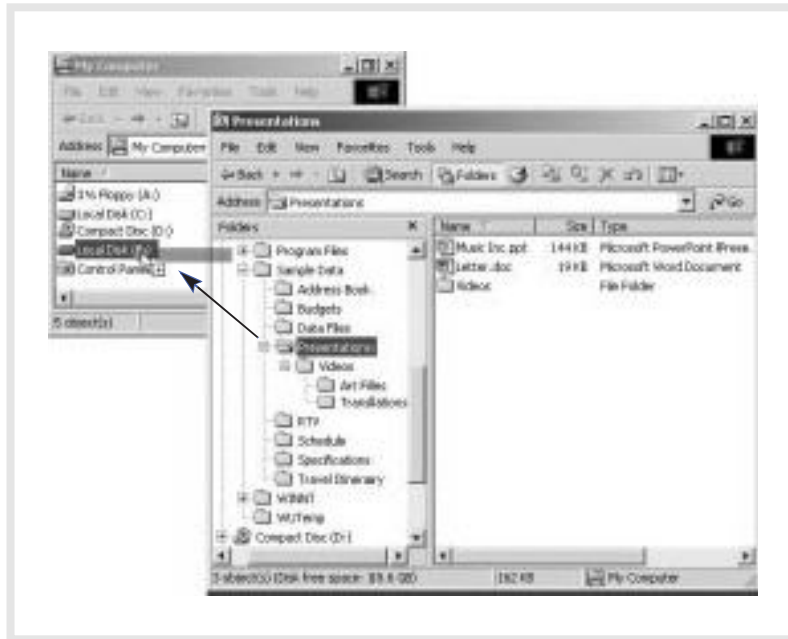 My Computer
File Edit View Favorites Tools Help
Back
Address My Computer
Name
3½ Floppy (A:)
Local Disk (C:)
Compact Disc (D:)
Local Disk
Control Panel
5 object(s)
Presentations
File Edit View Favorites Tools Help
Back Search Folders
Address Presentations Go
Folders
Program Files
Sample Data
Address Book
Budgets
Data Files
Presentations
Videos
Art Files
Translations
RTV
Schedule
Specifications
Travel Itinerary
WINNT
WUTemp
Compact Disc (D:)
Name Size Type
Music Inc.ppt 144 KB Microsoft PowerPoint Prese
Letter.doc 19 KB Microsoft Word Document
Videos File Folder
3 object(s) (Disk free space: GB) 162 KB My Computer